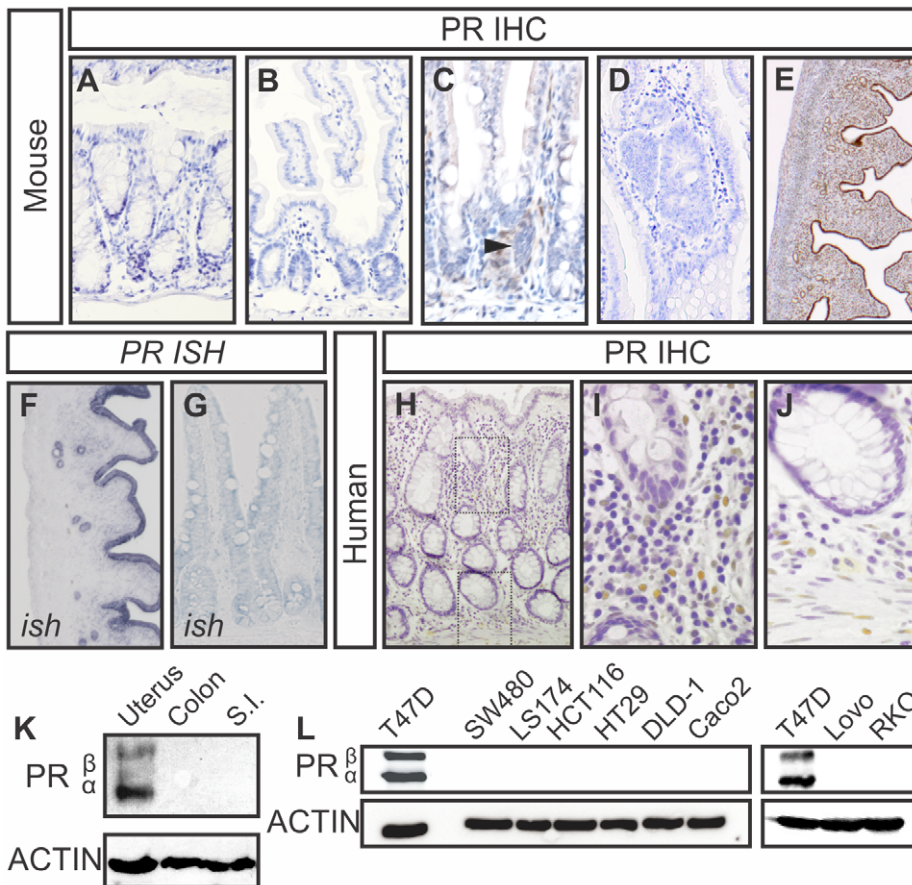 PR IHC
Mouse
A B C D E
PR ISH
Human
PR IHC
F G H I J
ish ish
K Uterus Colon S.I.
PR β
α
ACTIN
L T47D SW480 LS174 HCT116 HT29 DLD-1 Caco2 T47D Lovo RKO
PR β
α
ACTIN